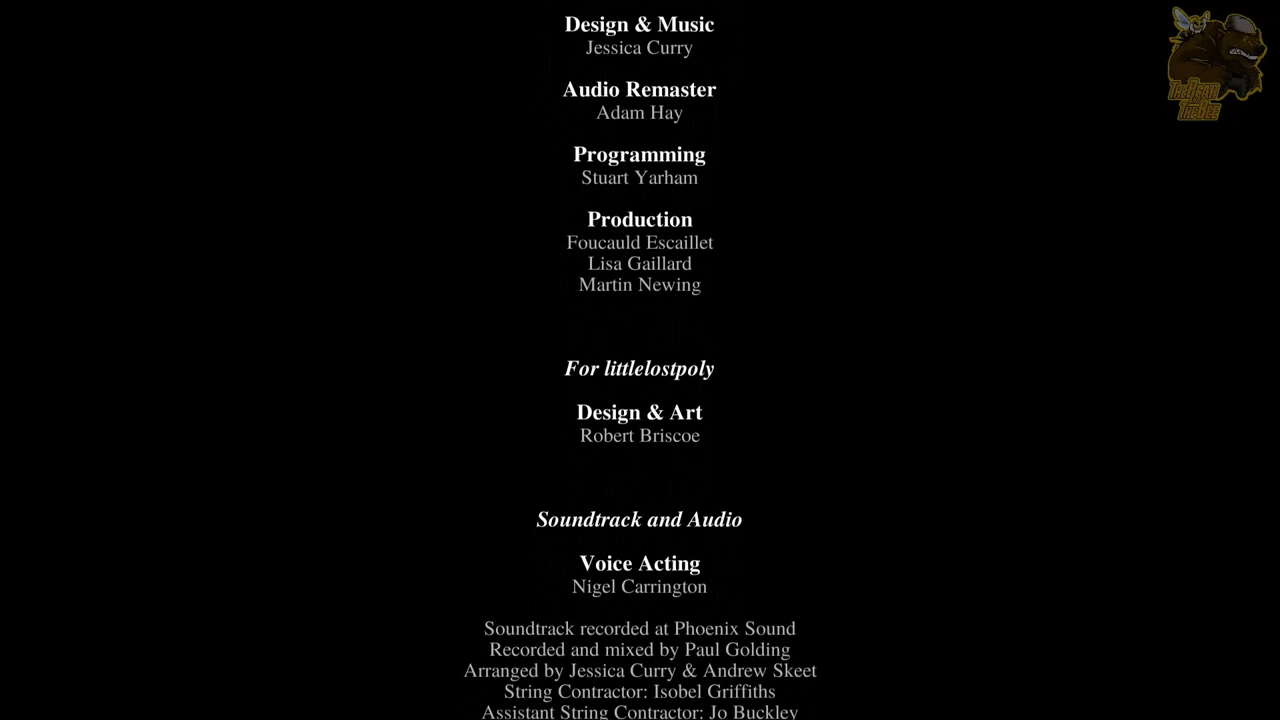 Design & Music
Jessica Curry
Audio Remaster
Adam Hay
Programming
Stuart Yarham
Production
Foucauld Escaillet
Lisa Gaillard
Martin Newing
For littlelostpoly
Design & Art
Robert Briscoe
Soundtrack and Audio
Voice Acting
Nigel Carrington
Soundtrack recorded at Phoenix Sound
Recorded and mixed by Paul Golding
Arranged by Jessica Curry & Andrew Skeet
String Contractor: Isobel Griffiths
Assistant String Contractor: Jo Buckley
TheBear
TheBee